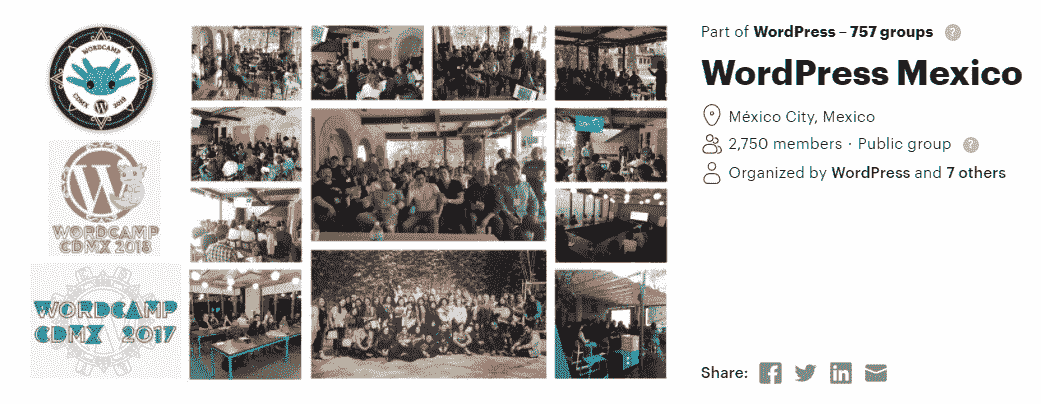 WORDCAMP
CDMX 2019
WORDCAMP
CDMX 2018
WORDCAMP
CDMX 2017
Part of WordPress – 757 groups ?
WordPress Mexico
México City, Mexico
2,750 members · Public group ?
Organized by WordPress and 7 others
Share: